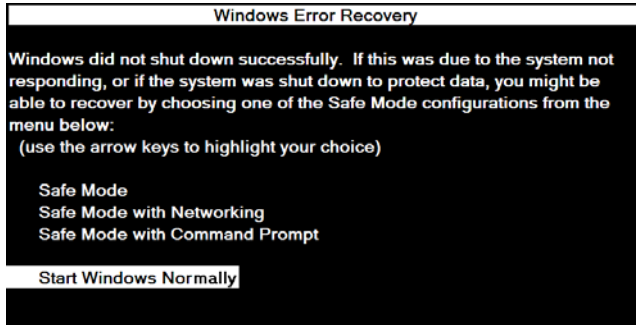 Windows Error Recovery
Windows did not shut down successfully. If this was due to the system not
responding, or if the system was shut down to protect data, you might be
able to recover by choosing one of the Safe Mode configurations from the
menu below:
(use the arrow keys to highlight your choice)
Safe Mode
Safe Mode with Networking
Safe Mode with Command Prompt
Start Windows Normally